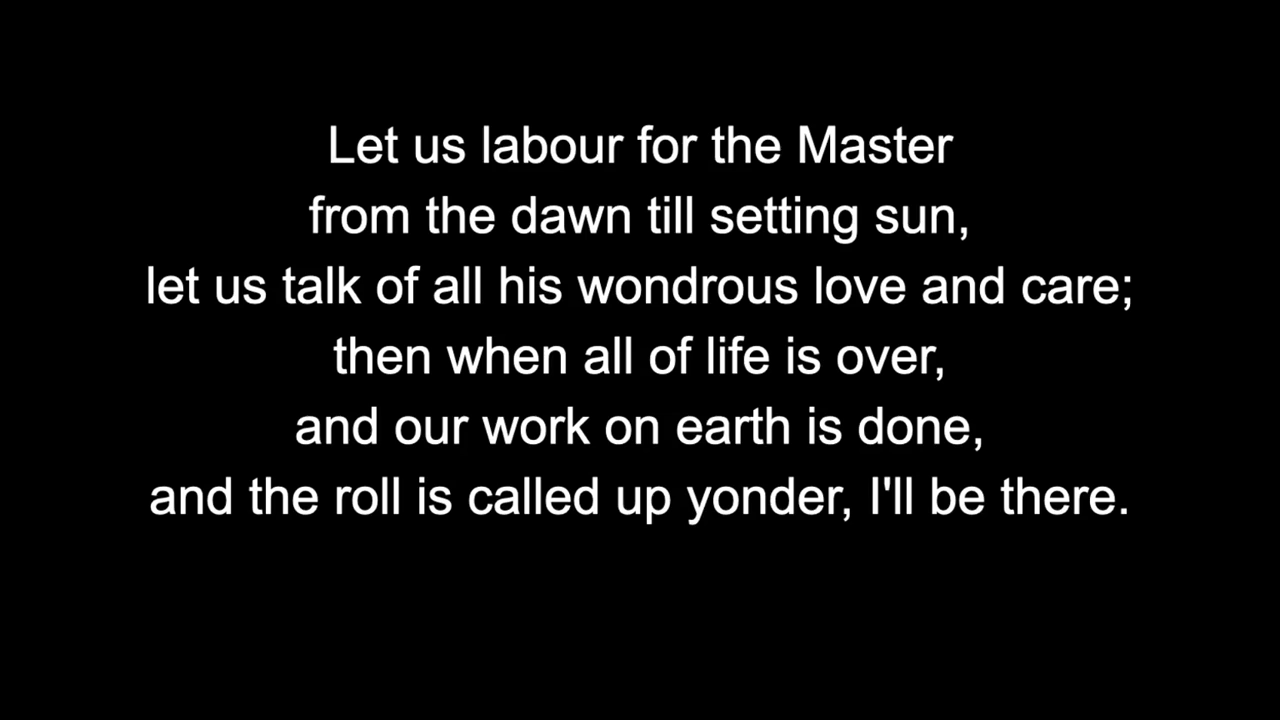 Let us labour for the Master
from the dawn till setting sun,
let us talk of all his wondrous love and care;
then when all of life is over,
and our work on earth is done,
and the roll is called up yonder, I'll be there.